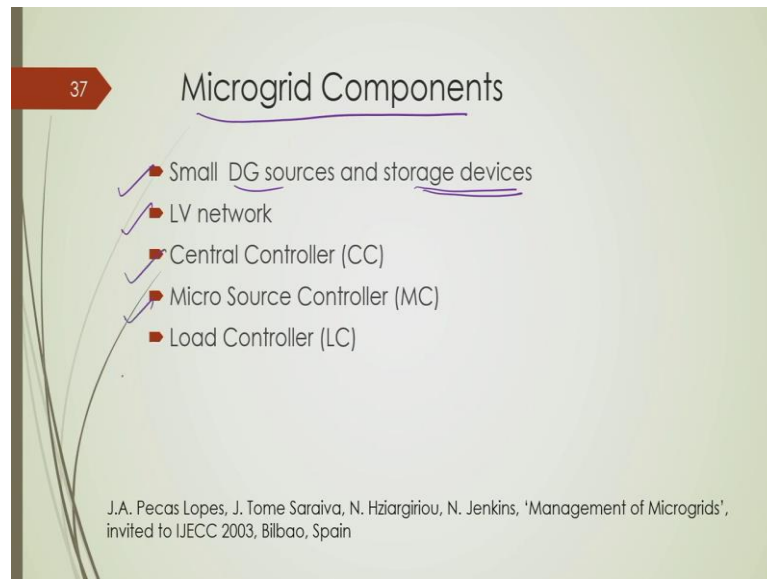 37
Microgrid Components
Small DG sources and storage devices
LV network
Central Controller (CC)
Micro Source Controller (MC)
Load Controller (LC)
J.A. Pecas Lopes, J. Tome Saraiva, N. Hziargiriou, N. Jenkins, ‘Management of Microgrids’,
invited to IJECC 2003, Bilbao, Spain